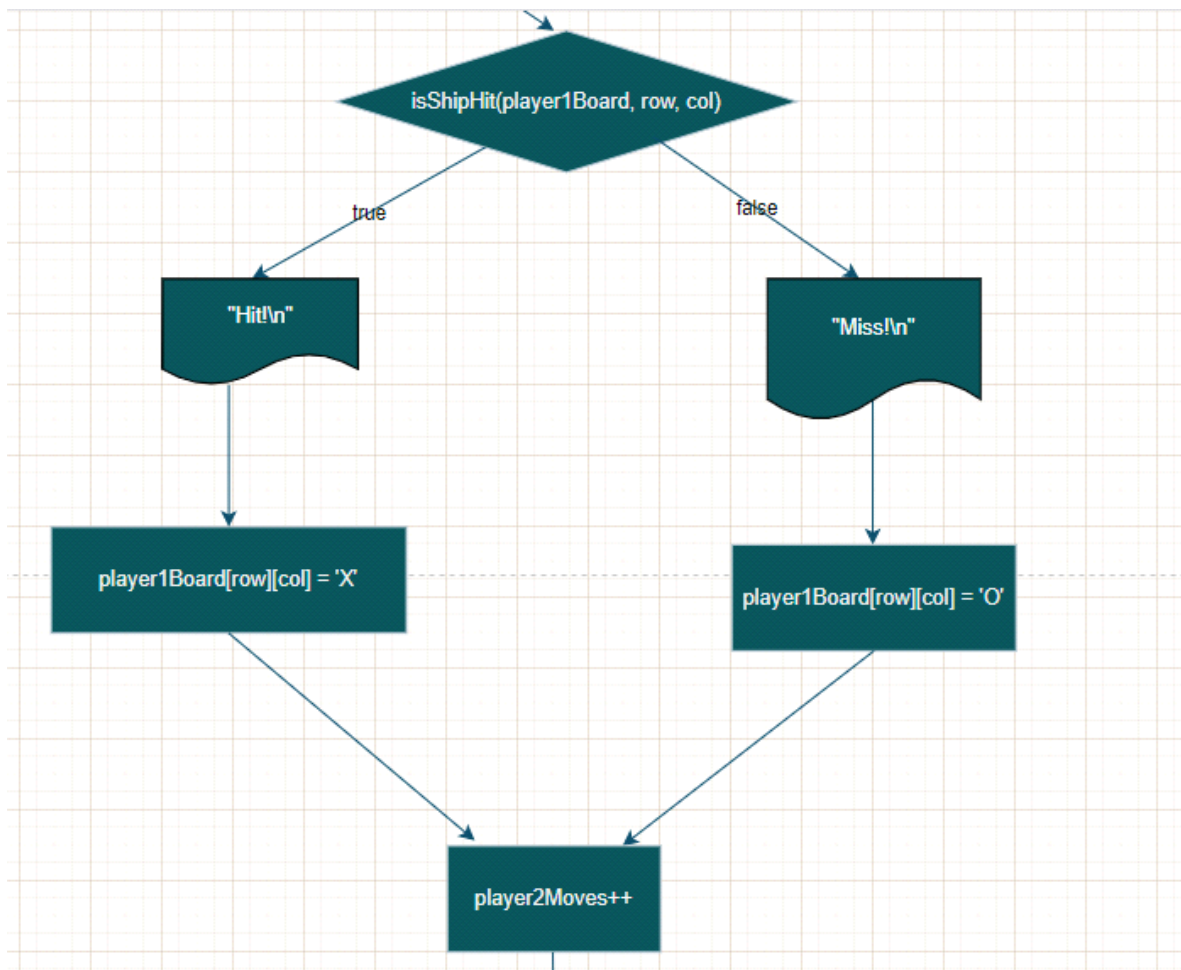 isShipHit(player1Board, row, col)
true
false
"Hit!\n"
"Miss!\n"
player1Board[row][col] = 'X'
player1Board[row][col] = 'O'
player2Moves++